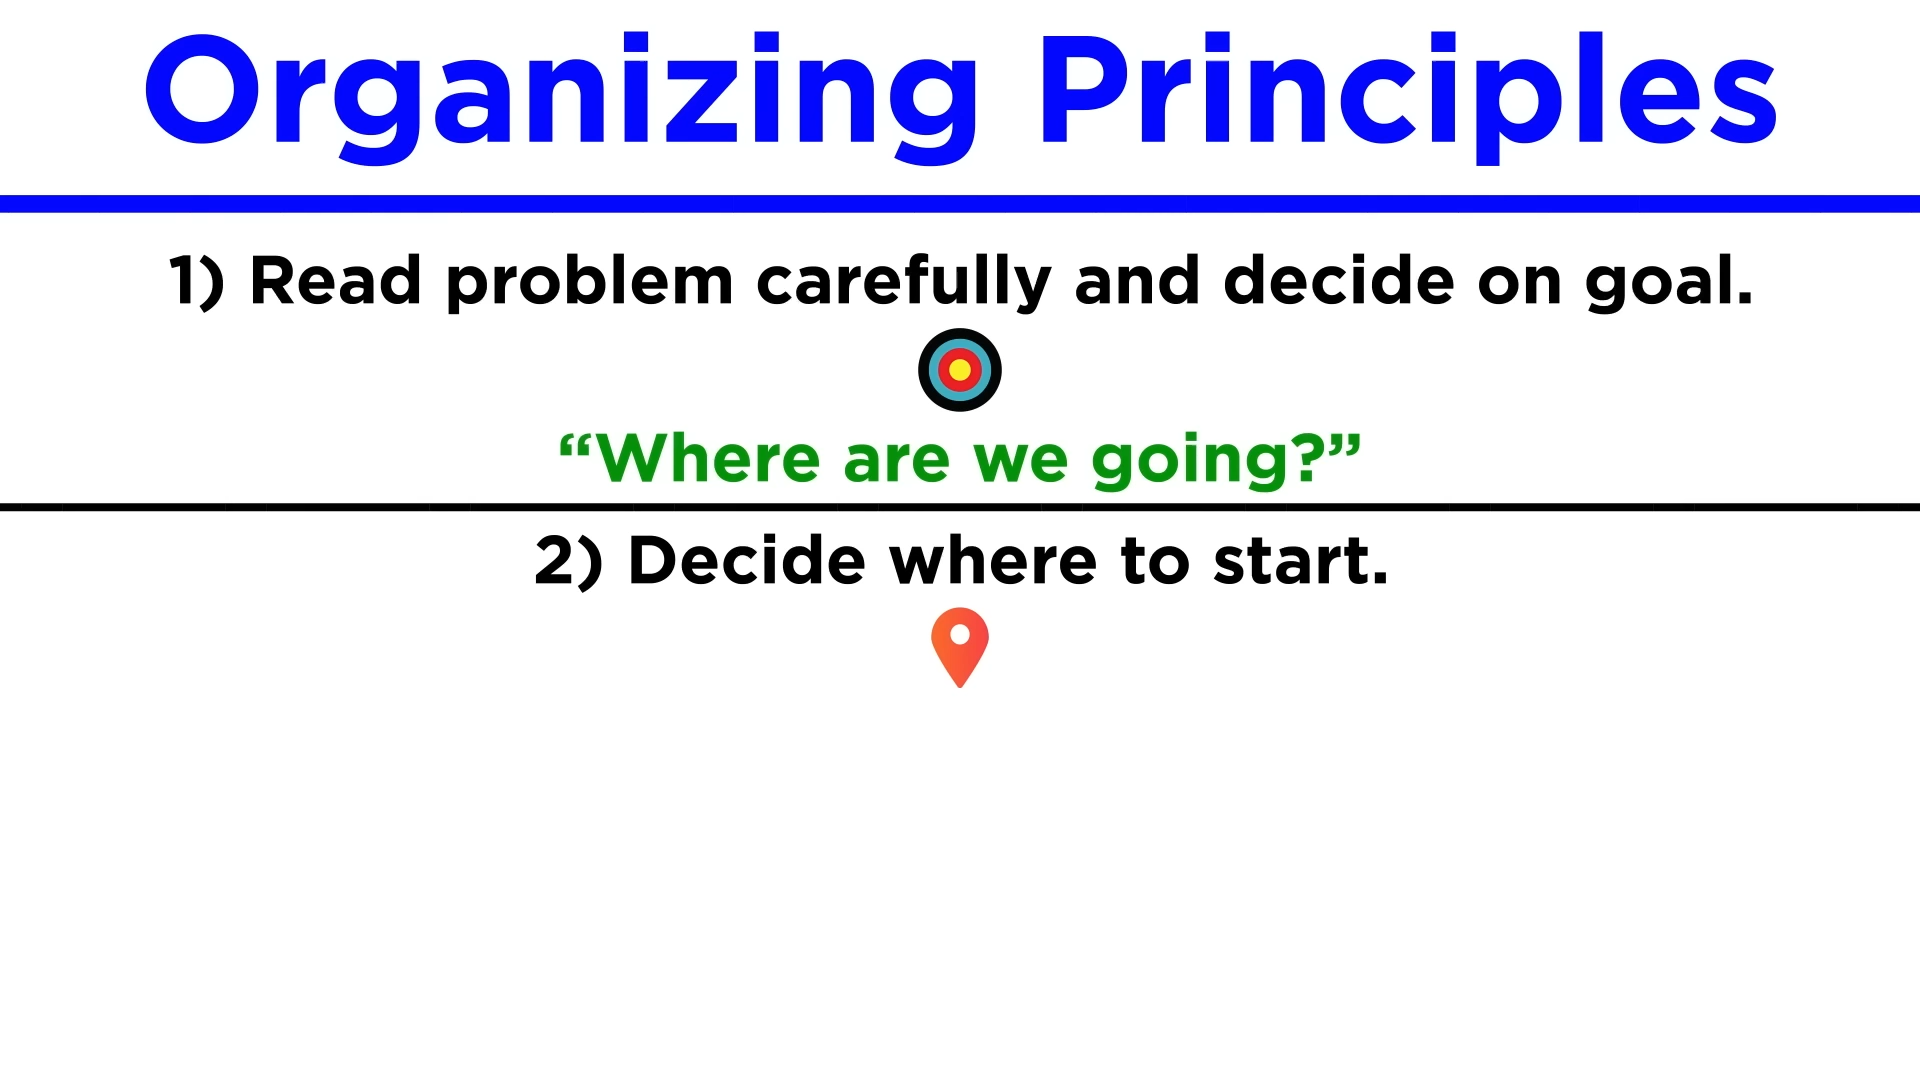 Organizing Principles
1) Read problem carefully and decide on goal.
“Where are we going?”
2) Decide where to start.